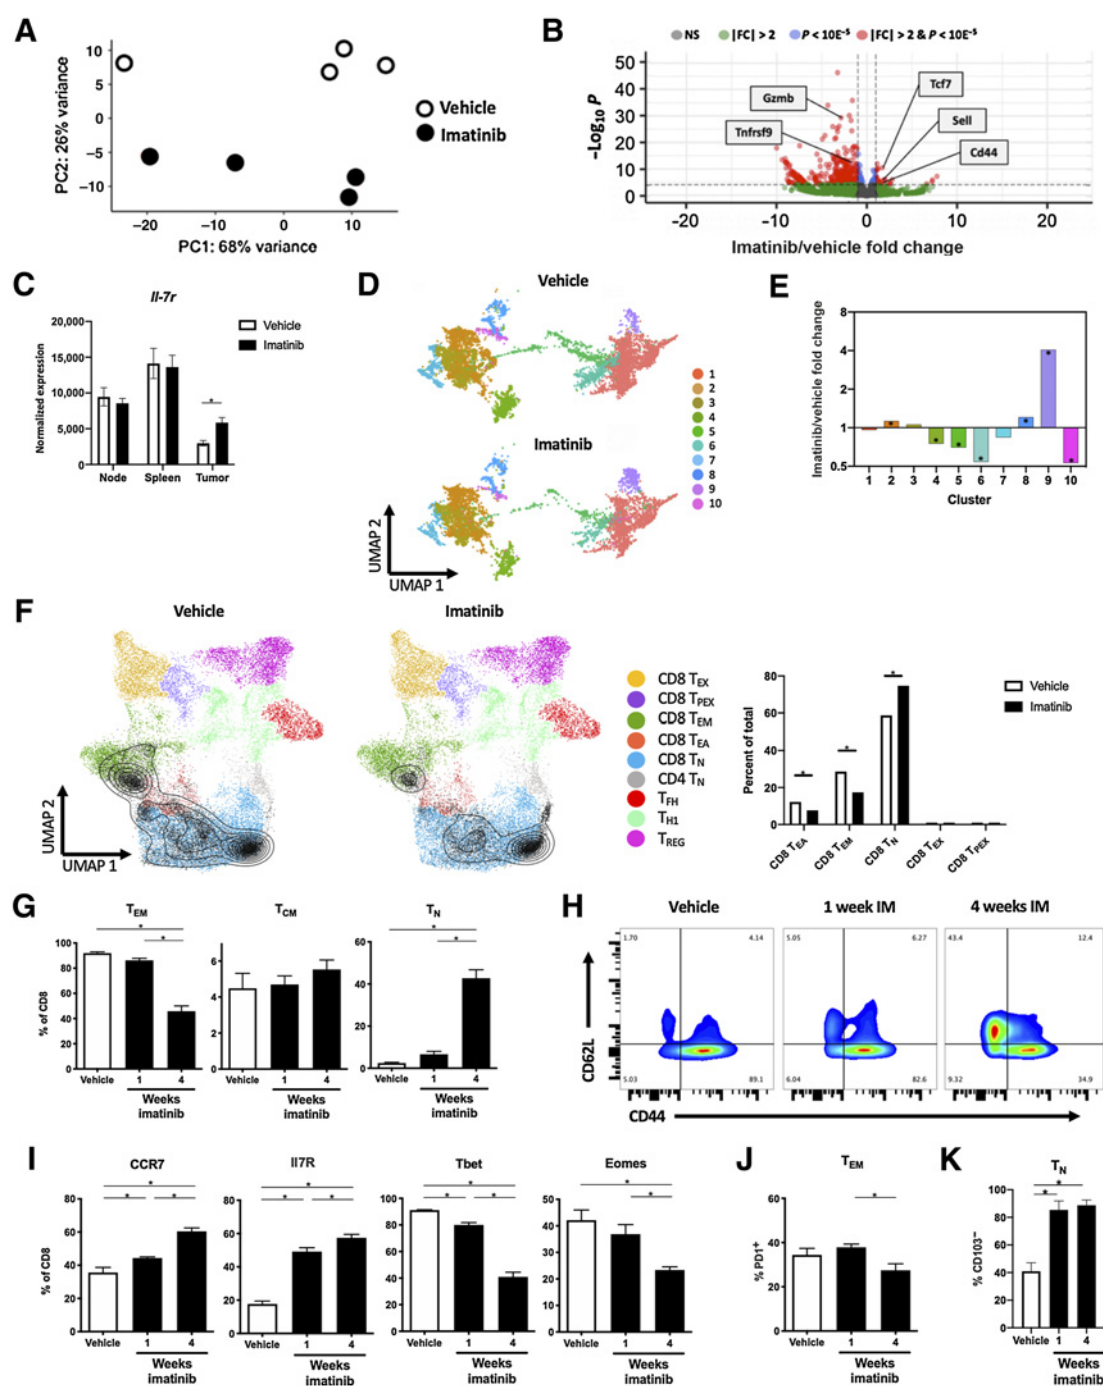 A
PC2: 26% variance
10
5
0
−5
−10
−20
−10
0
10
PC1: 68% variance
Vehicle
Imatinib
B
NS
|FC| > 2
P < 10E⁻⁵
|FC| > 2 & P < 10E⁻⁵
−Log₁₀ P
50
40
30
20
10
0
Gzmb
Tnfrsf9
Tcf7
Sell
Cd44
−20
−10
0
10
20
Imatinib/vehicle fold change
C
Il-7r
Normalized expression
20,000
15,000
10,000
5,000
0
*
Node
Spleen
Tumor
Vehicle
Imatinib
D
Vehicle
Imatinib
UMAP 2
UMAP 1
1
2
3
4
5
6
7
8
9
10
E
Imatinib/vehicle fold change
8
4
2
1
0.5
* * * * * * *
1 2 3 4 5 6 7 8 9 10
Cluster
F
Vehicle
Imatinib
UMAP 2
UMAP 1
CD8 TEX
CD8 TPEX
CD8 TEM
CD8 TEA
CD8 TN
CD4 TN
TFH
TH1
TREG
Percent of total
80
60
40
20
0
* * *
CD8 TEA
CD8 TEM
CD8 TN
CD8 TEX
CD8 TPEX
Vehicle
Imatinib
G
TEM
% of CD8
100
80
60
40
20
0
*
*
Vehicle 1 4
Weeks
imatinib
TCM
6
4
2
0
Vehicle 1 4
Weeks
imatinib
TN
60
40
20
0
*
*
Vehicle 1 4
Weeks
imatinib
H
Vehicle
1 week IM
4 weeks IM
1.70
4.14
5.03
89.1
5.05
6.27
6.04
82.6
43.4
12.4
9.32
34.9
CD62L
CD44
I
CCR7
% of CD8
80
60
40
20
0
*
* *
Vehicle 1 4
Weeks
imatinib
Il7R
80
60
40
20
0
*
* *
Vehicle 1 4
Weeks
imatinib
Tbet
100
80
60
40
20
0
*
* *
Vehicle 1 4
Weeks
imatinib
Eomes
60
50
40
30
20
10
0
*
*
Vehicle 1 4
Weeks
imatinib
J
TEM
% PD1⁺
60
40
20
0
*
Vehicle 1 4
Weeks
imatinib
K
TN
% CD103⁻
100
80
60
40
20
0
*
*
Vehicle 1 4
Weeks
imatinib